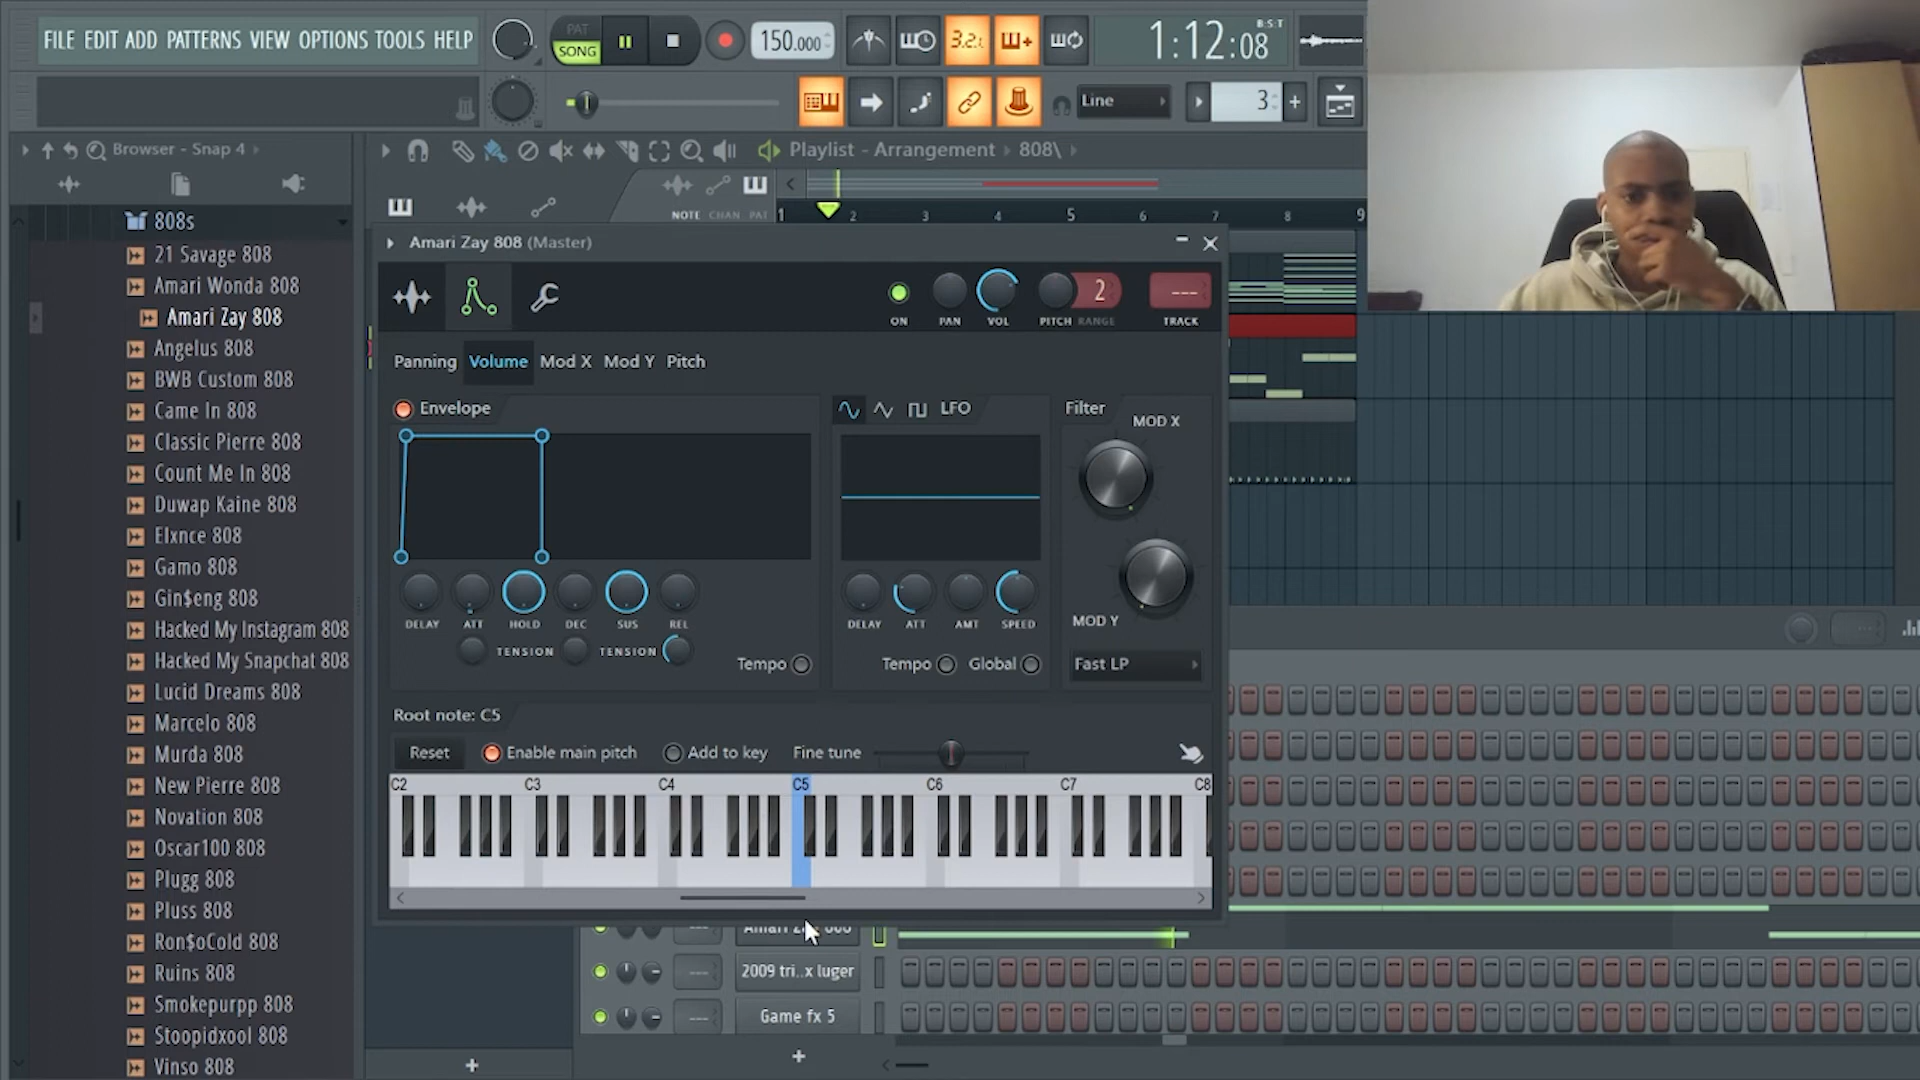 FILE EDIT ADD PATTERNS VIEW OPTIONS TOOLS HELP
PAT
SONG
150.000
3.2.
1:12:08
B:S:T
Line
3
Browser - Snap 4
Playlist - Arrangement 808\
NOTE CHAN PAT
1 2 3 4 5 6 7 8 9
808s
21 Savage 808
Amari Wonda 808
Amari Zay 808
Angelus 808
BWB Custom 808
Came In 808
Classic Pierre 808
Count Me In 808
Duwap Kaine 808
Elxnce 808
Gamo 808
Gin$eng 808
Hacked My Instagram 808
Hacked My Snapchat 808
Lucid Dreams 808
Marcelo 808
Murda 808
New Pierre 808
Novation 808
Oscar100 808
Plugg 808
Pluss 808
Ron$oCold 808
Ruins 808
Smokepurpp 808
Stoopidxool 808
Vinso 808
Amari Zay 808 (Master)
2
ON PAN VOL PITCH RANGE TRACK
Panning Volume Mod X Mod Y Pitch
Envelope
LFO
Filter
MOD X
DELAY ATT HOLD DEC SUS REL
TENSION TENSION
Tempo
DELAY ATT AMT SPEED
Tempo Global
MOD Y
Fast LP
Root note: C5
Reset Enable main pitch Add to key Fine tune
C2 C3 C4 C5 C6 C7 C8
2009 tri..x luger
Game fx 5